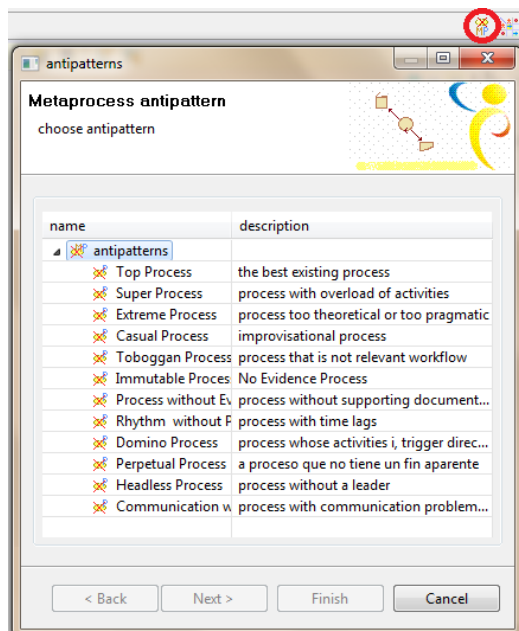 MP
antipatterns
Metaprocess antipattern
choose antipattern
name description
antipatterns
Top Process the best existing process
Super Process process with overload of activities
Extreme Process process too theoretical or too pragmatic
Casual Process improvisational process
Toboggan Process process that is not relevant workflow
Immutable Proces No Evidence Process
Process without Ev process without supporting document...
Rhythm without P process with time lags
Domino Process process whose activities i, trigger direc...
Perpetual Process a proceso que no tiene un fin aparente
Headless Process process without a leader
Communication w process with communication problem...
< Back Next > Finish Cancel